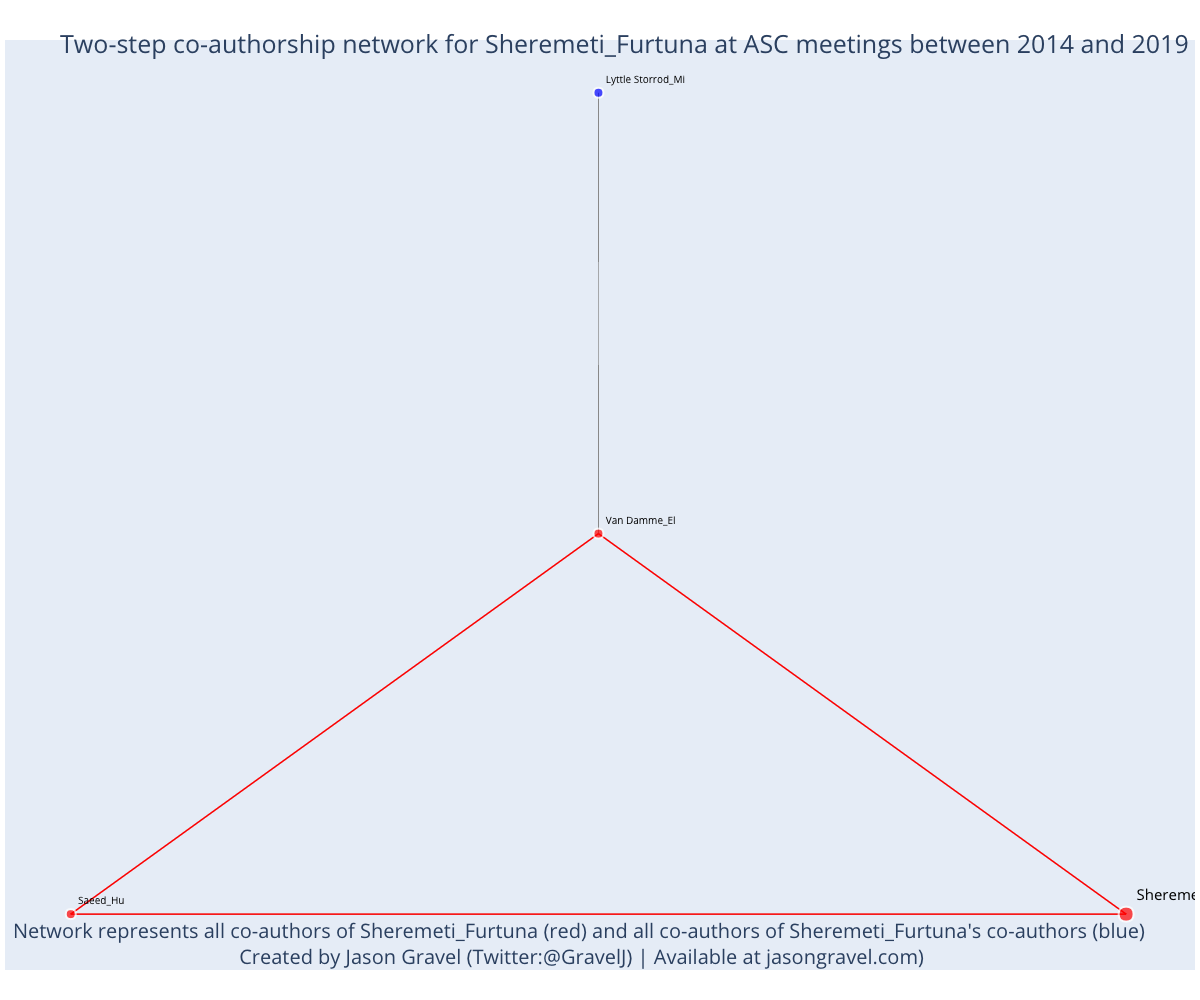 Two-step co-authorship network for Sheremeti_Furtuna at ASC meetings between 2014 and 2019
Lyttle Storrod_Mi
Van Damme_El
Saeed_Hu
Shereme
Network represents all co-authors of Sheremeti_Furtuna (red) and all co-authors of Sheremeti_Furtuna's co-authors (blue)
Created by Jason Gravel (Twitter:@GravelJ) | Available at jasongravel.com)